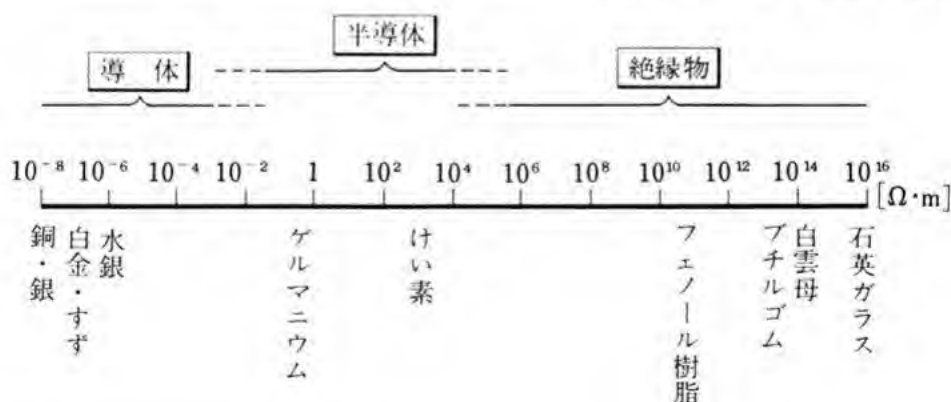 半導体
導 体
絶縁物
10⁻⁸ 10⁻⁶ 10⁻⁴ 10⁻² 1 10² 10⁴ 10⁶ 10⁸ 10¹⁰ 10¹² 10¹⁴ 10¹⁶
[Ω·m]
銅・銀
白金・すず
水銀
ゲルマニウム
けい素
フェノール樹脂
ブチルゴム
白雲母
石英ガラス